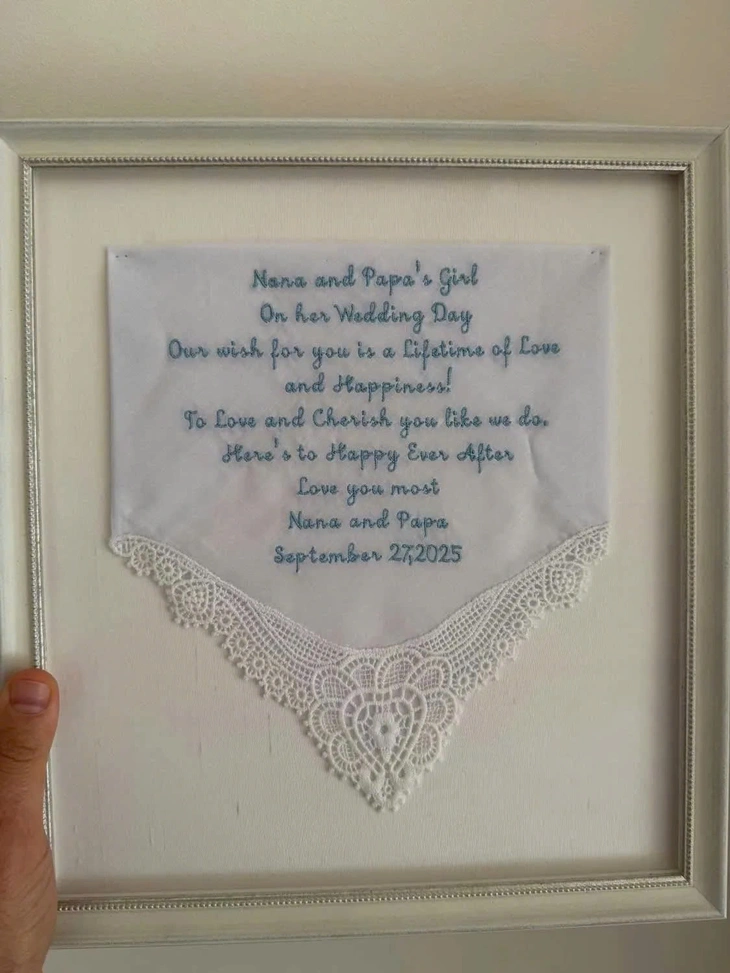 Nana and Papa's Girl
On her Wedding Day
Our wish for you is a Lifetime of Love
and Happiness!
To Love and Cherish you like we do.
Here's to Happy Ever After
Love you most
Nana and Papa
September 27,2025